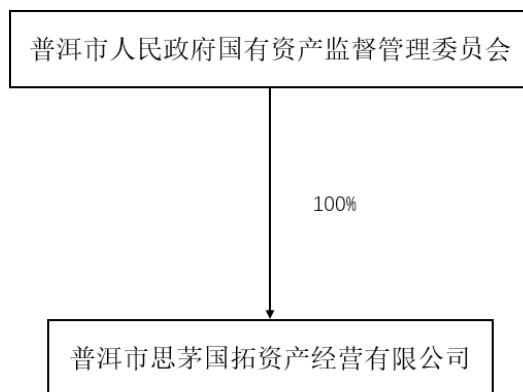 普洱市人民政府国有资产监督管理委员会
100%
普洱市思茅国拓资产经营有限公司